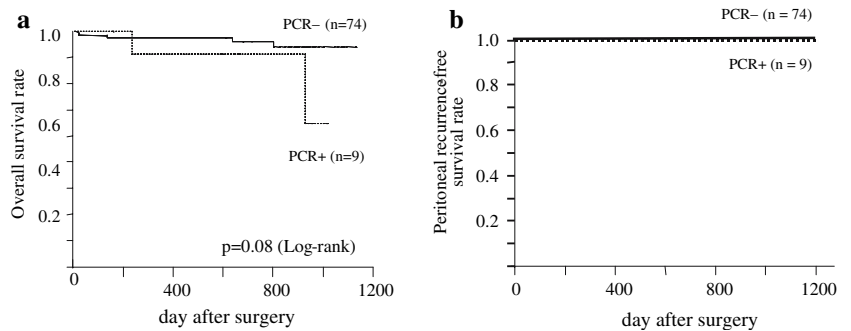 a
PCR− (n=74)
1.0
0.8
0.6
0.4
0.2
Overall survival rate
PCR+ (n=9)
p=0.08 (Log-rank)
0
400
800
1200
day after surgery
b
PCR− (n = 74)
1.0
0.8
0.6
0.4
0.2
Peritoneal recurrencefree
survival rate
PCR+ (n = 9)
0
400
800
1200
day after surgery